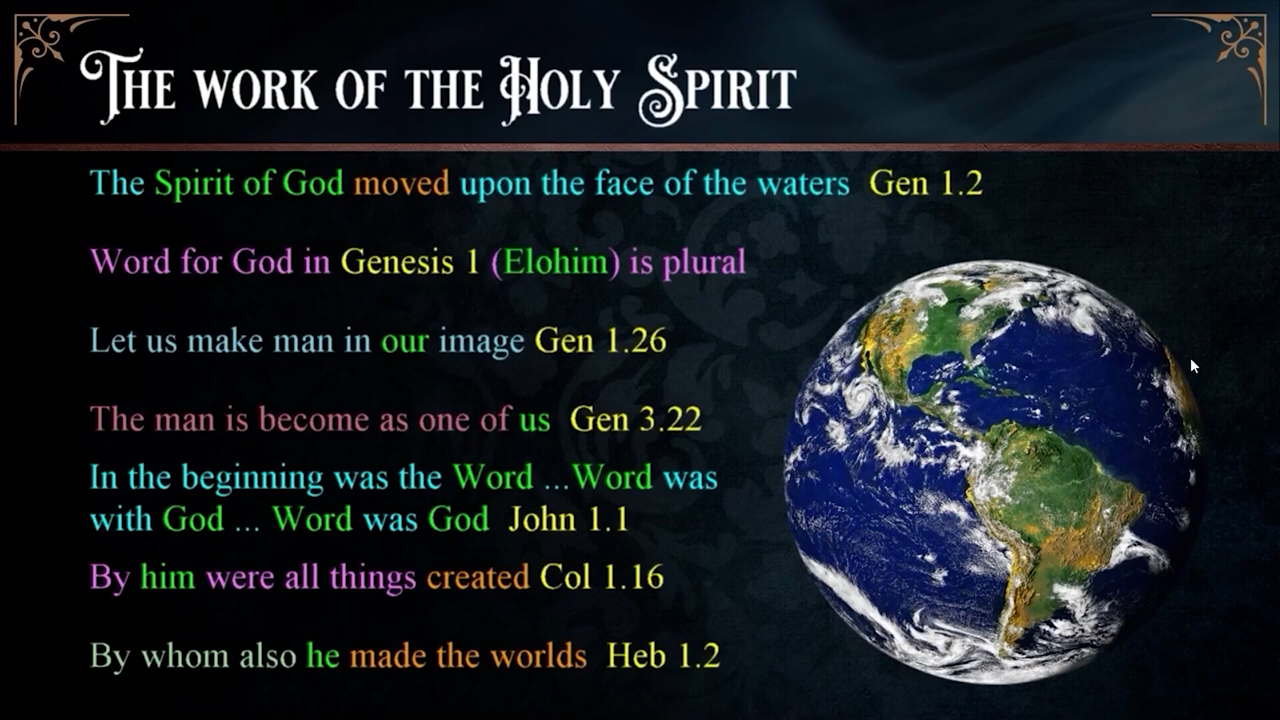 The work of the Holy Spirit
The Spirit of God moved upon the face of the waters Gen 1.2
Word for God in Genesis 1 (Elohim) is plural
Let us make man in our image Gen 1.26
The man is become as one of us Gen 3.22
In the beginning was the Word ...Word was
with God ... Word was God John 1.1
By him were all things created Col 1.16
By whom also he made the worlds Heb 1.2